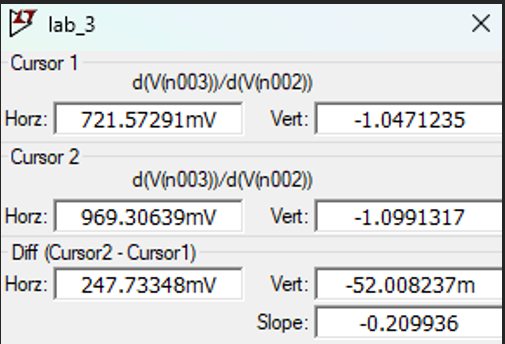 lab_3
Cursor 1
d(V(n003))/d(V(n002))
Horz: 721.57291mV Vert: -1.0471235
Cursor 2
d(V(n003))/d(V(n002))
Horz: 969.30639mV Vert: -1.0991317
Diff (Cursor2 - Cursor1)
Horz: 247.73348mV Vert: -52.008237m
Slope: -0.209936